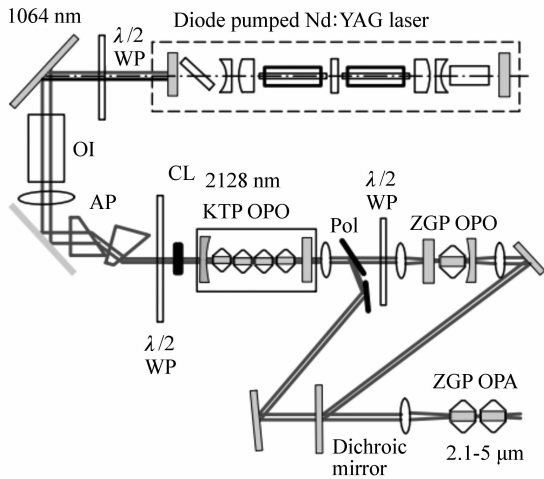 1064 nm
Diode pumped Nd:YAG laser
λ/2
WP
OI
AP
CL
2128 nm
KTP OPO
Pol
λ/2
WP
ZGP OPO
λ/2
WP
ZGP OPA
Dichroic
mirror
2.1-5 μm